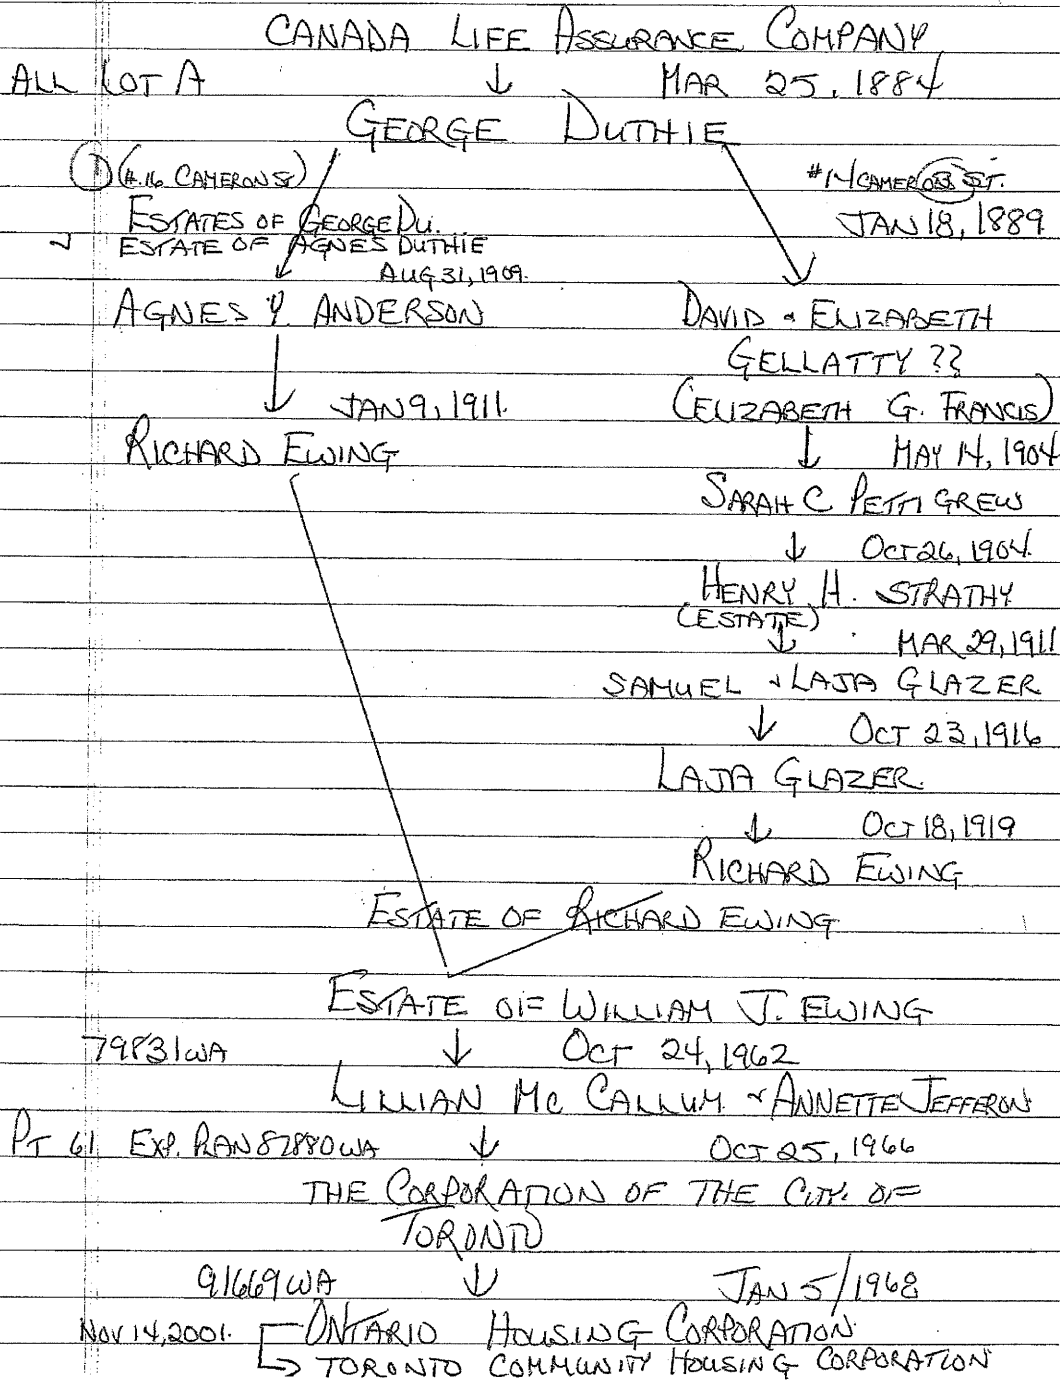 CANADA LIFE ASSURANCE COMPANY
ALL LOT A ↓ MAR 25, 1884
GEORGE DUTHIE
① (#.16 CAMERON St) #14 CAMERON ST.
ESTATES OF GEORGE DU. JAN 18, 1889
ESTATE OF AGNES DUTHIE
AUG 31, 1909.
AGNES Y. ANDERSON DAVID & ELIZABETH
GELLATTY ??
↓ JAN 9, 1911. (ELIZABETH G. FRANCIS)
RICHARD EWING ↓ MAY 14, 1904
SARAH C PETTIGREW
↓ OCT 26, 1904.
HENRY H. STRATHY
(ESTATE)
↓ MAR 29, 1911
SAMUEL & LAJA GLAZER
↓ OCT 23, 1916
LAJA GLAZER.
↓ OCT 18, 1919
RICHARD EWING
ESTATE OF RICHARD EWING
ESTATE OF WILLIAM J. EWING
79831WA ↓ OCT 24, 1962
LILLIAN Mc CALLUM & ANNETTE JEFFERON
PT 61 EXP. PLAN 82880WA ↓ OCT 25, 1966
THE CORPORATION OF THE CITY OF
TORONTO
91669WA ↓ JAN 5/1968
NOV 14, 2001. ONTARIO HOUSING CORPORATION
→ TORONTO COMMUNITY HOUSING CORPORATION